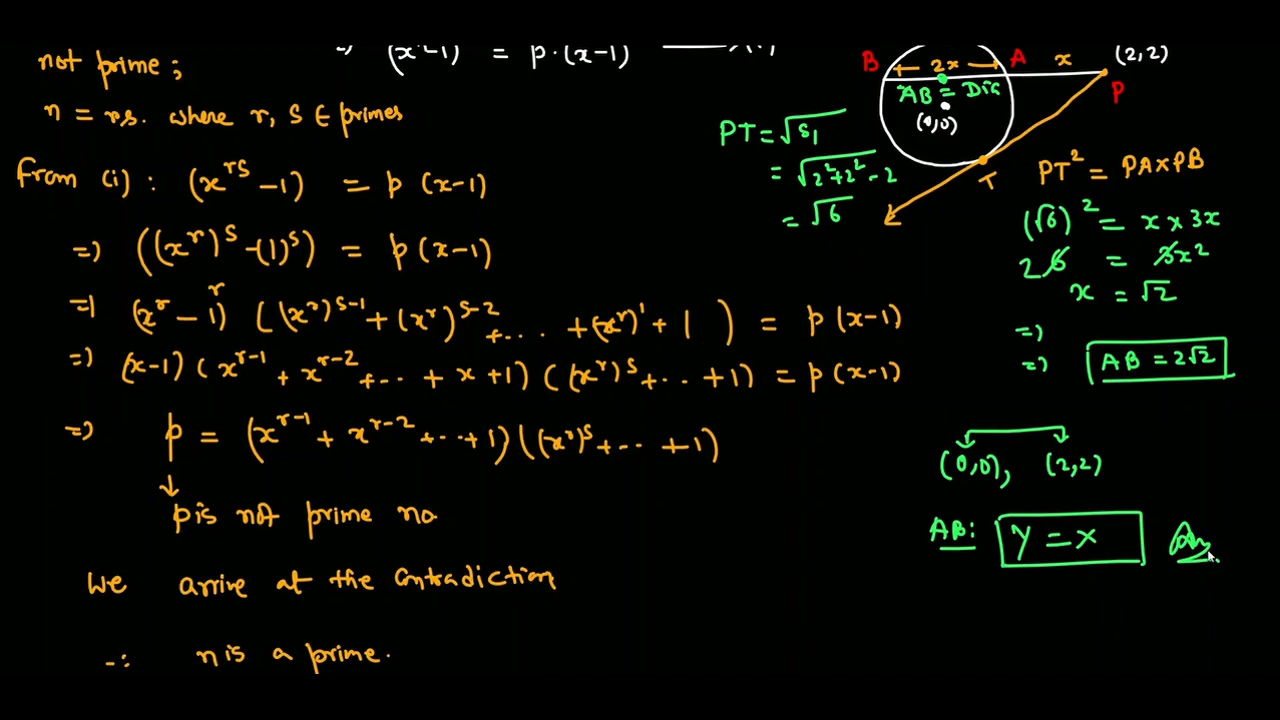 not prime;
n = r.s. where r, s ∈ primes
From (i) : (x^{rs} - 1) = p (x-1)
=) ((x^r)^s - (1)^s) = p (x-1)
=) (x^r - 1^r) ((x^r)^{s-1} + (x^r)^{s-2} + ... + (x^r)^1 + 1) = p (x-1)
=) (x-1) (x^{r-1} + x^{r-2} + ... + x + 1) ((x^r)^s + ... + 1) = p (x-1)
=) p = (x^{r-1} + x^{r-2} + ... + 1) ((x^r)^s + ... + 1)
↓
p is not prime no
We arrive at the contradiction
∴ n is a prime.
= p. (x-1)
B 2x A x (2,2)
AB = Dia P
(0,0)
T
PT = √S₁
= √2²+2²-2
= √6
PT² = PA×PB
(√6)² = x × 3x
2 6 = 3x²
x = √2
=)
=) AB = 2√2
(0,0), (2,2)
AB: y = x Ans